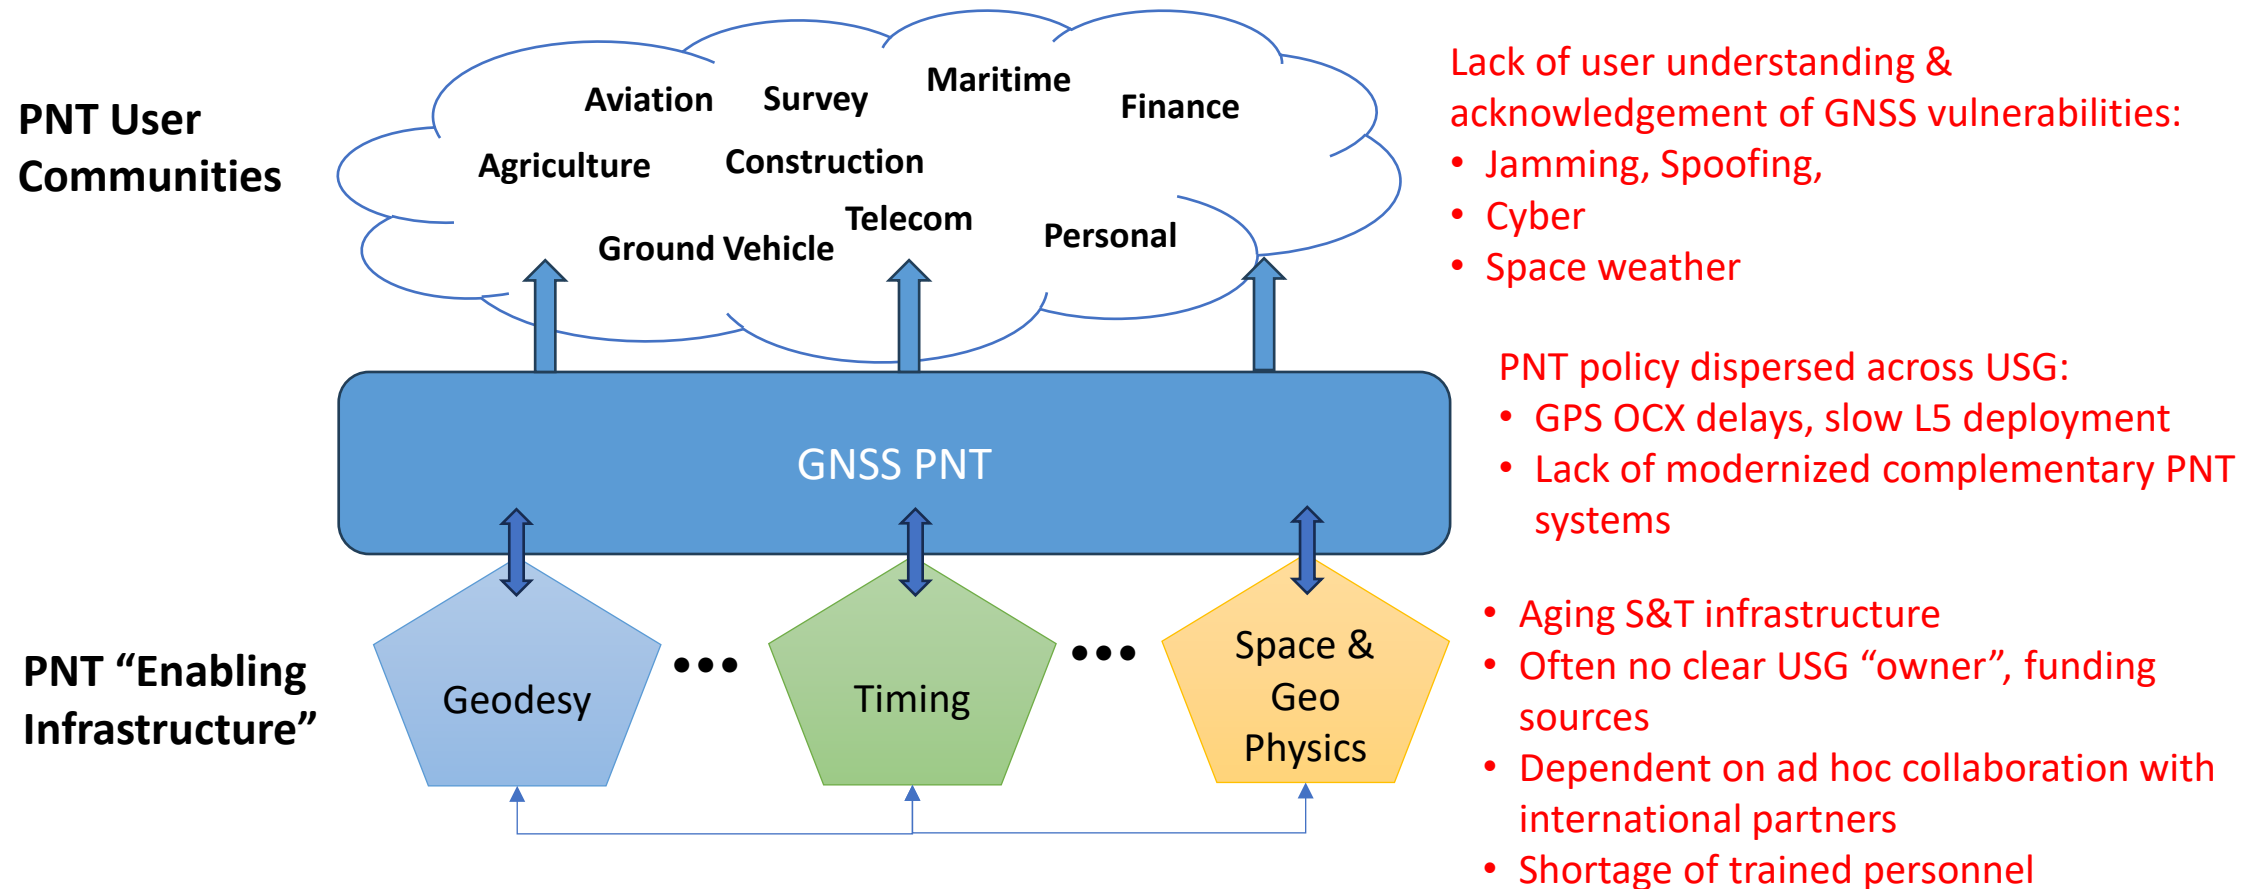 PNT User
Communities
Aviation
Survey
Maritime
Finance
Agriculture
Construction
Telecom
Ground Vehicle
Personal
Lack of user understanding &
acknowledgement of GNSS vulnerabilities:
• Jamming, Spoofing,
• Cyber
• Space weather
GNSS PNT
PNT policy dispersed across USG:
• GPS OCX delays, slow L5 deployment
• Lack of modernized complementary PNT
systems
PNT “Enabling
Infrastructure”
Geodesy
•••
Timing
•••
Space &
Geo
Physics
• Aging S&T infrastructure
• Often no clear USG “owner”, funding
sources
• Dependent on ad hoc collaboration with
international partners
• Shortage of trained personnel